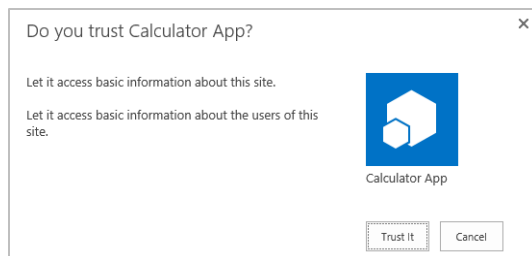 Do you trust Calculator App?
Let it access basic information about this site.
Let it access basic information about the users of this
site.
Calculator App
Trust It
Cancel